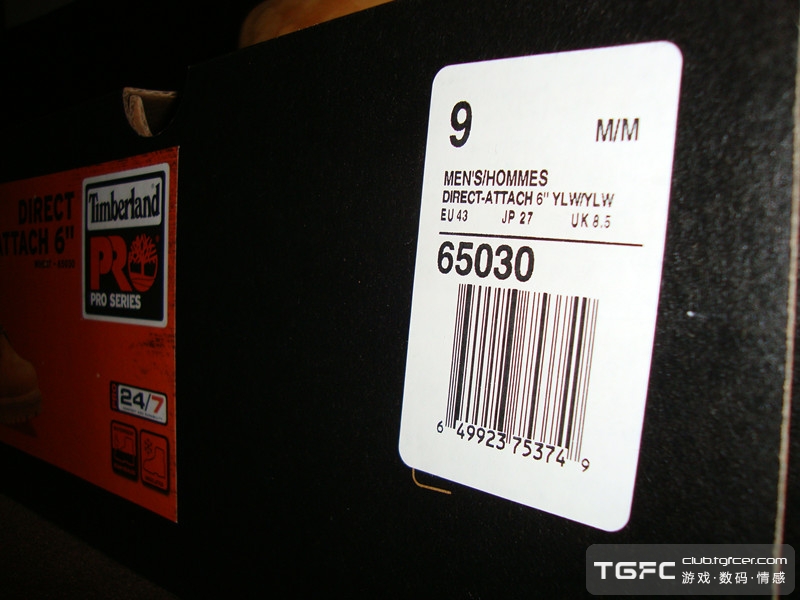 DIRECT
ATTACH 6"
Timberland
PRO
PRO SERIES
24/7
9
M/M
MEN'S/HOMMES
DIRECT-ATTACH 6" YLW/YLW
EU 43 JP 27 UK 8.5
65030
6 49923 75374 9
TGFC club.tgfcer.com
游戏·数码·情感